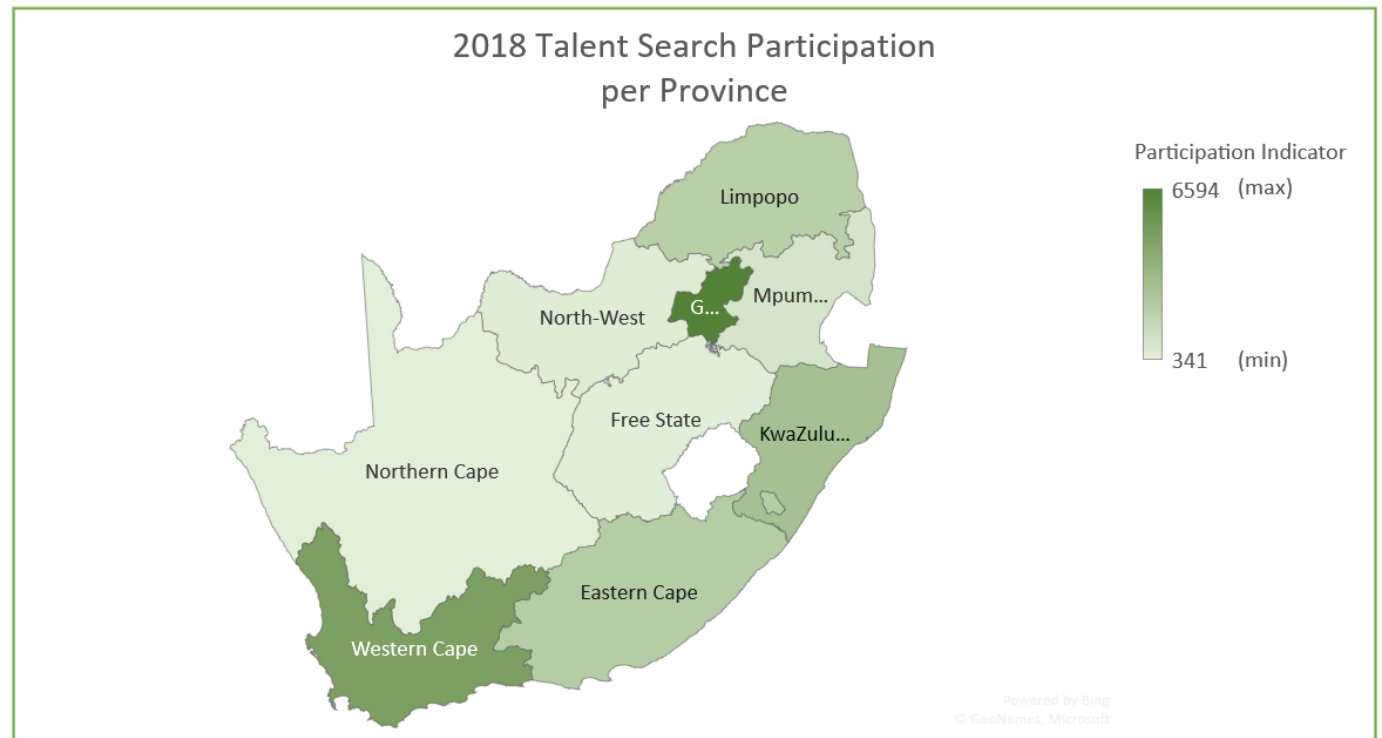 2018 Talent Search Participation
per Province
Participation Indicator
6594 (max)
341 (min)
Limpopo
G...
Mpum...
North-West
Free State
KwaZulu...
Northern Cape
Eastern Cape
Western Cape
Powered by Bing
© GeoNames, Microsoft